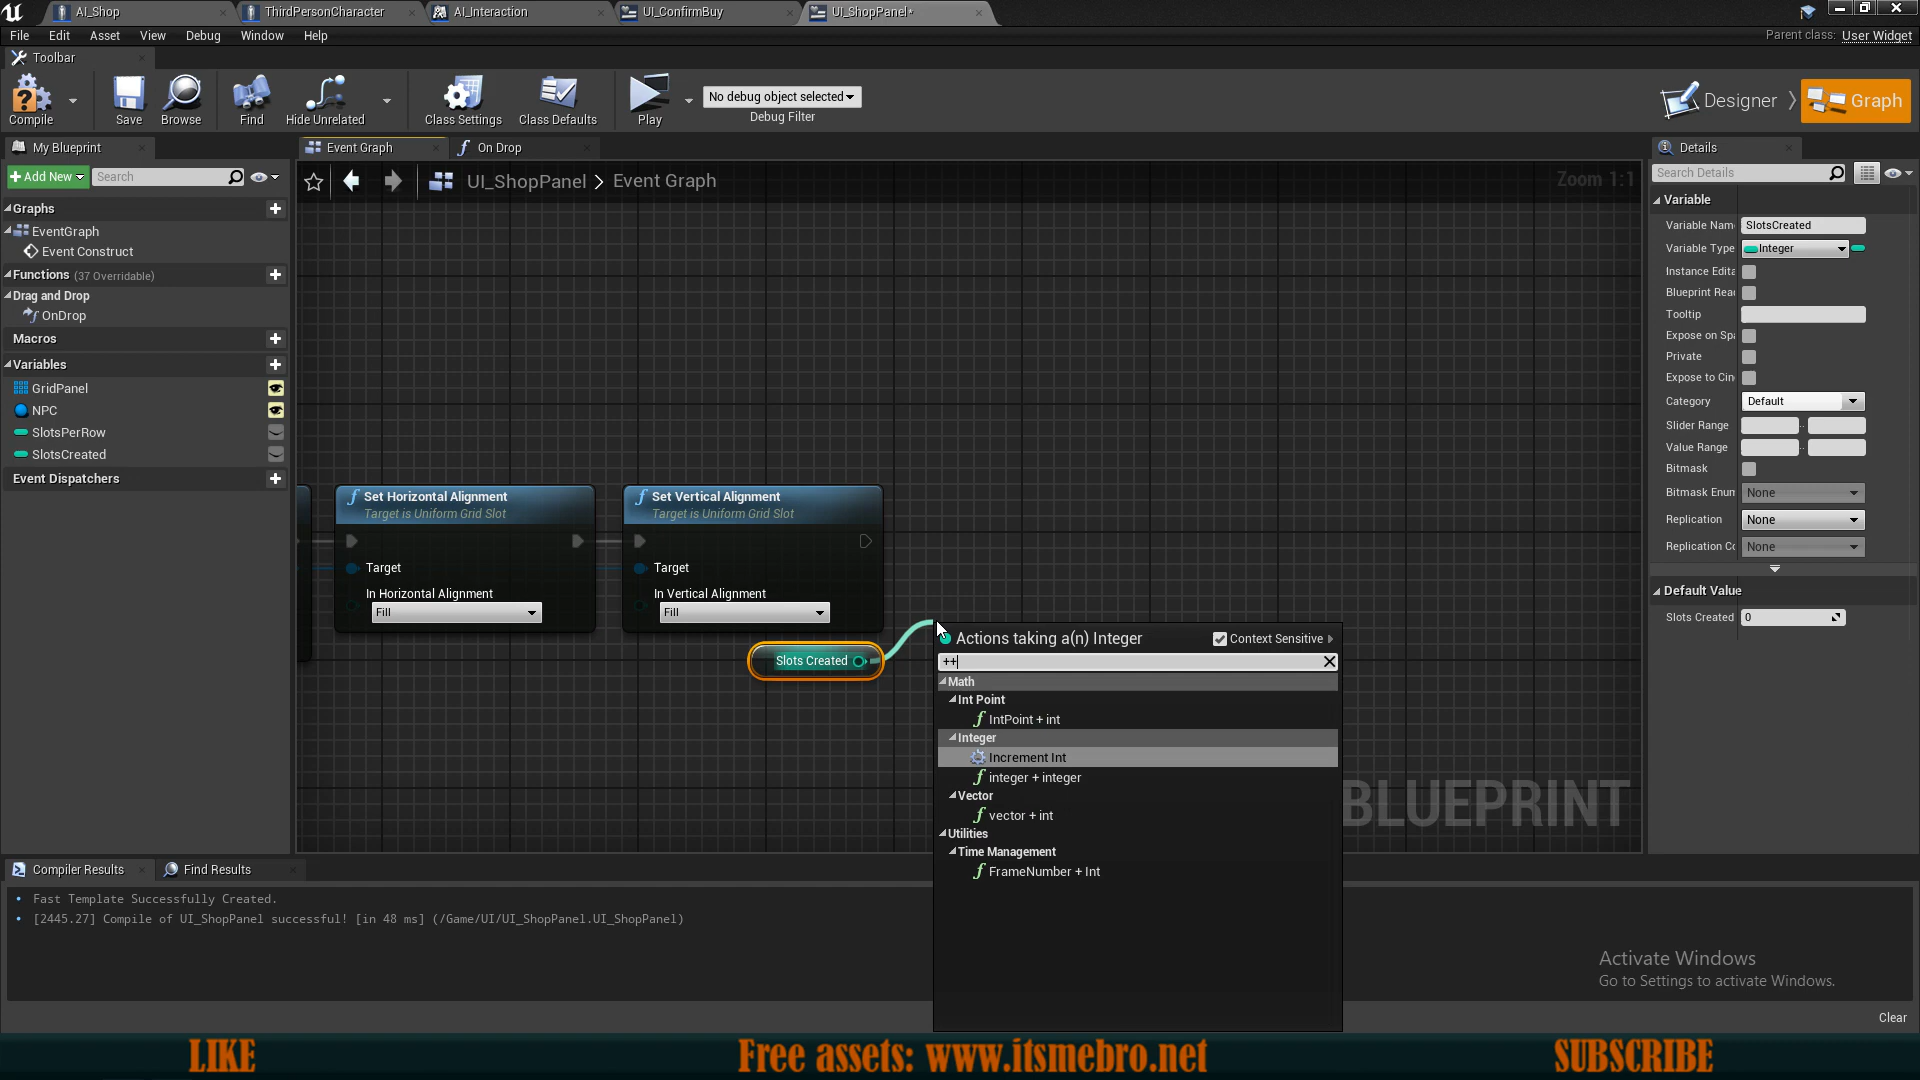 AI_Shop
ThirdPersonCharacter
AI_Interaction
UI_ConfirmBuy
UI_ShopPanel*
File
Edit
Asset
View
Debug
Window
Help
Parent class: User Widget
Toolbar
Compile
Save
Browse
Find
Hide Unrelated
Class Settings
Class Defaults
Play
No debug object selected
Debug Filter
Designer
Graph
My Blueprint
+Add New
Search
Graphs
EventGraph
Event Construct
Functions (37 Overridable)
Drag and Drop
OnDrop
Macros
Variables
GridPanel
NPC
SlotsPerRow
SlotsCreated
Event Dispatchers
Event Graph
On Drop
UI_ShopPanel > Event Graph
Zoom 1:1
Set Horizontal Alignment
Target is Uniform Grid Slot
Target
In Horizontal Alignment
Fill
Set Vertical Alignment
Target is Uniform Grid Slot
Target
In Vertical Alignment
Fill
Slots Created
Actions taking a(n) Integer
Context Sensitive
++
Math
Int Point
IntPoint + int
Integer
Increment Int
integer + integer
Vector
vector + int
Utilities
Time Management
FrameNumber + Int
BLUEPRINT
Details
Search Details
Variable
Variable Nam
SlotsCreated
Variable Type
Integer
Instance Edita
Blueprint Read
Tooltip
Expose on Spa
Private
Expose to Cin
Category
Default
Slider Range
Value Range
Bitmask
Bitmask Enum
None
Replication
None
Replication Co
None
Default Value
Slots Created
0
Compiler Results
Find Results
Fast Template Successfully Created.
[2445.27] Compile of UI_ShopPanel successful! [in 48 ms] (/Game/UI/UI_ShopPanel.UI_ShopPanel)
Activate Windows
Go to Settings to activate Windows.
Clear
LIKE
Free assets: www.itsmebro.net
SUBSCRIBE